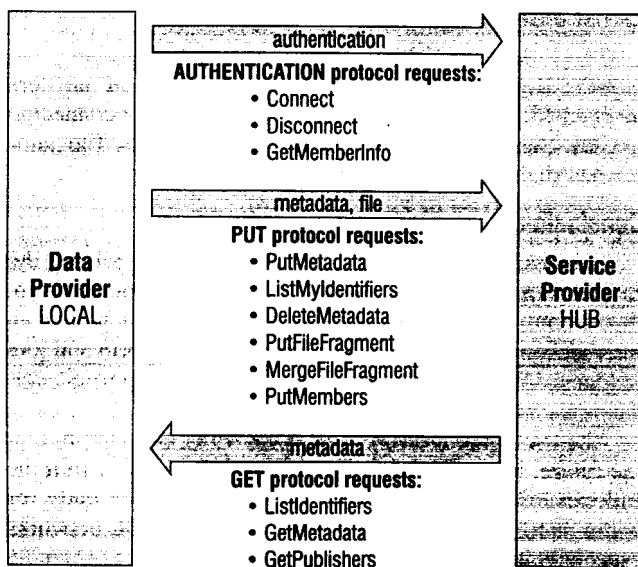 authentication
AUTHENTICATION protocol requests:
• Connect
• Disconnect
• GetMemberInfo
metadata, file
PUT protocol requests:
• PutMetadata
• ListMyIdentifiers
• DeleteMetadata
• PutFileFragment
• MergeFileFragment
• PutMembers
Data
Provider
LOCAL
Service
Provider
HUB
metadata
GET protocol requests:
• ListIdentifiers
• GetMetadata
• GetPublishers